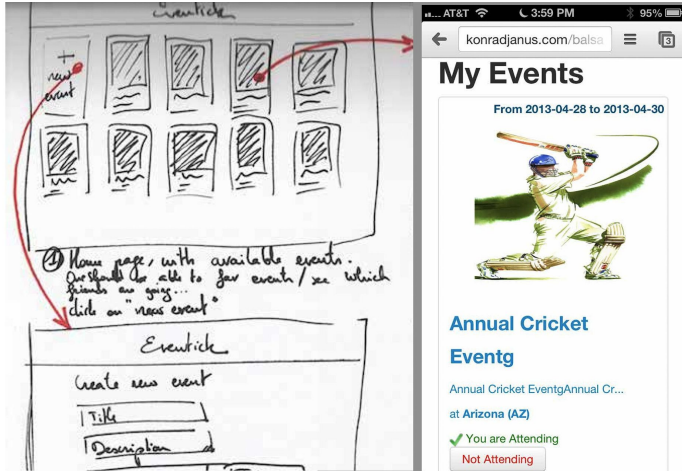 Eventick
+
new
event
① Home page, with available events.
One should be able to fav events / see which
friends are going...
click on "new event"
Eventick
Create new event
Title
Description
AT&T 3:59 PM 95%
konradjanus.com/balsa
3
My Events
From 2013-04-28 to 2013-04-30
Annual Cricket
Eventg
Annual Cricket EventgAnnual Cr...
at Arizona (AZ)
You are Attending
Not Attending